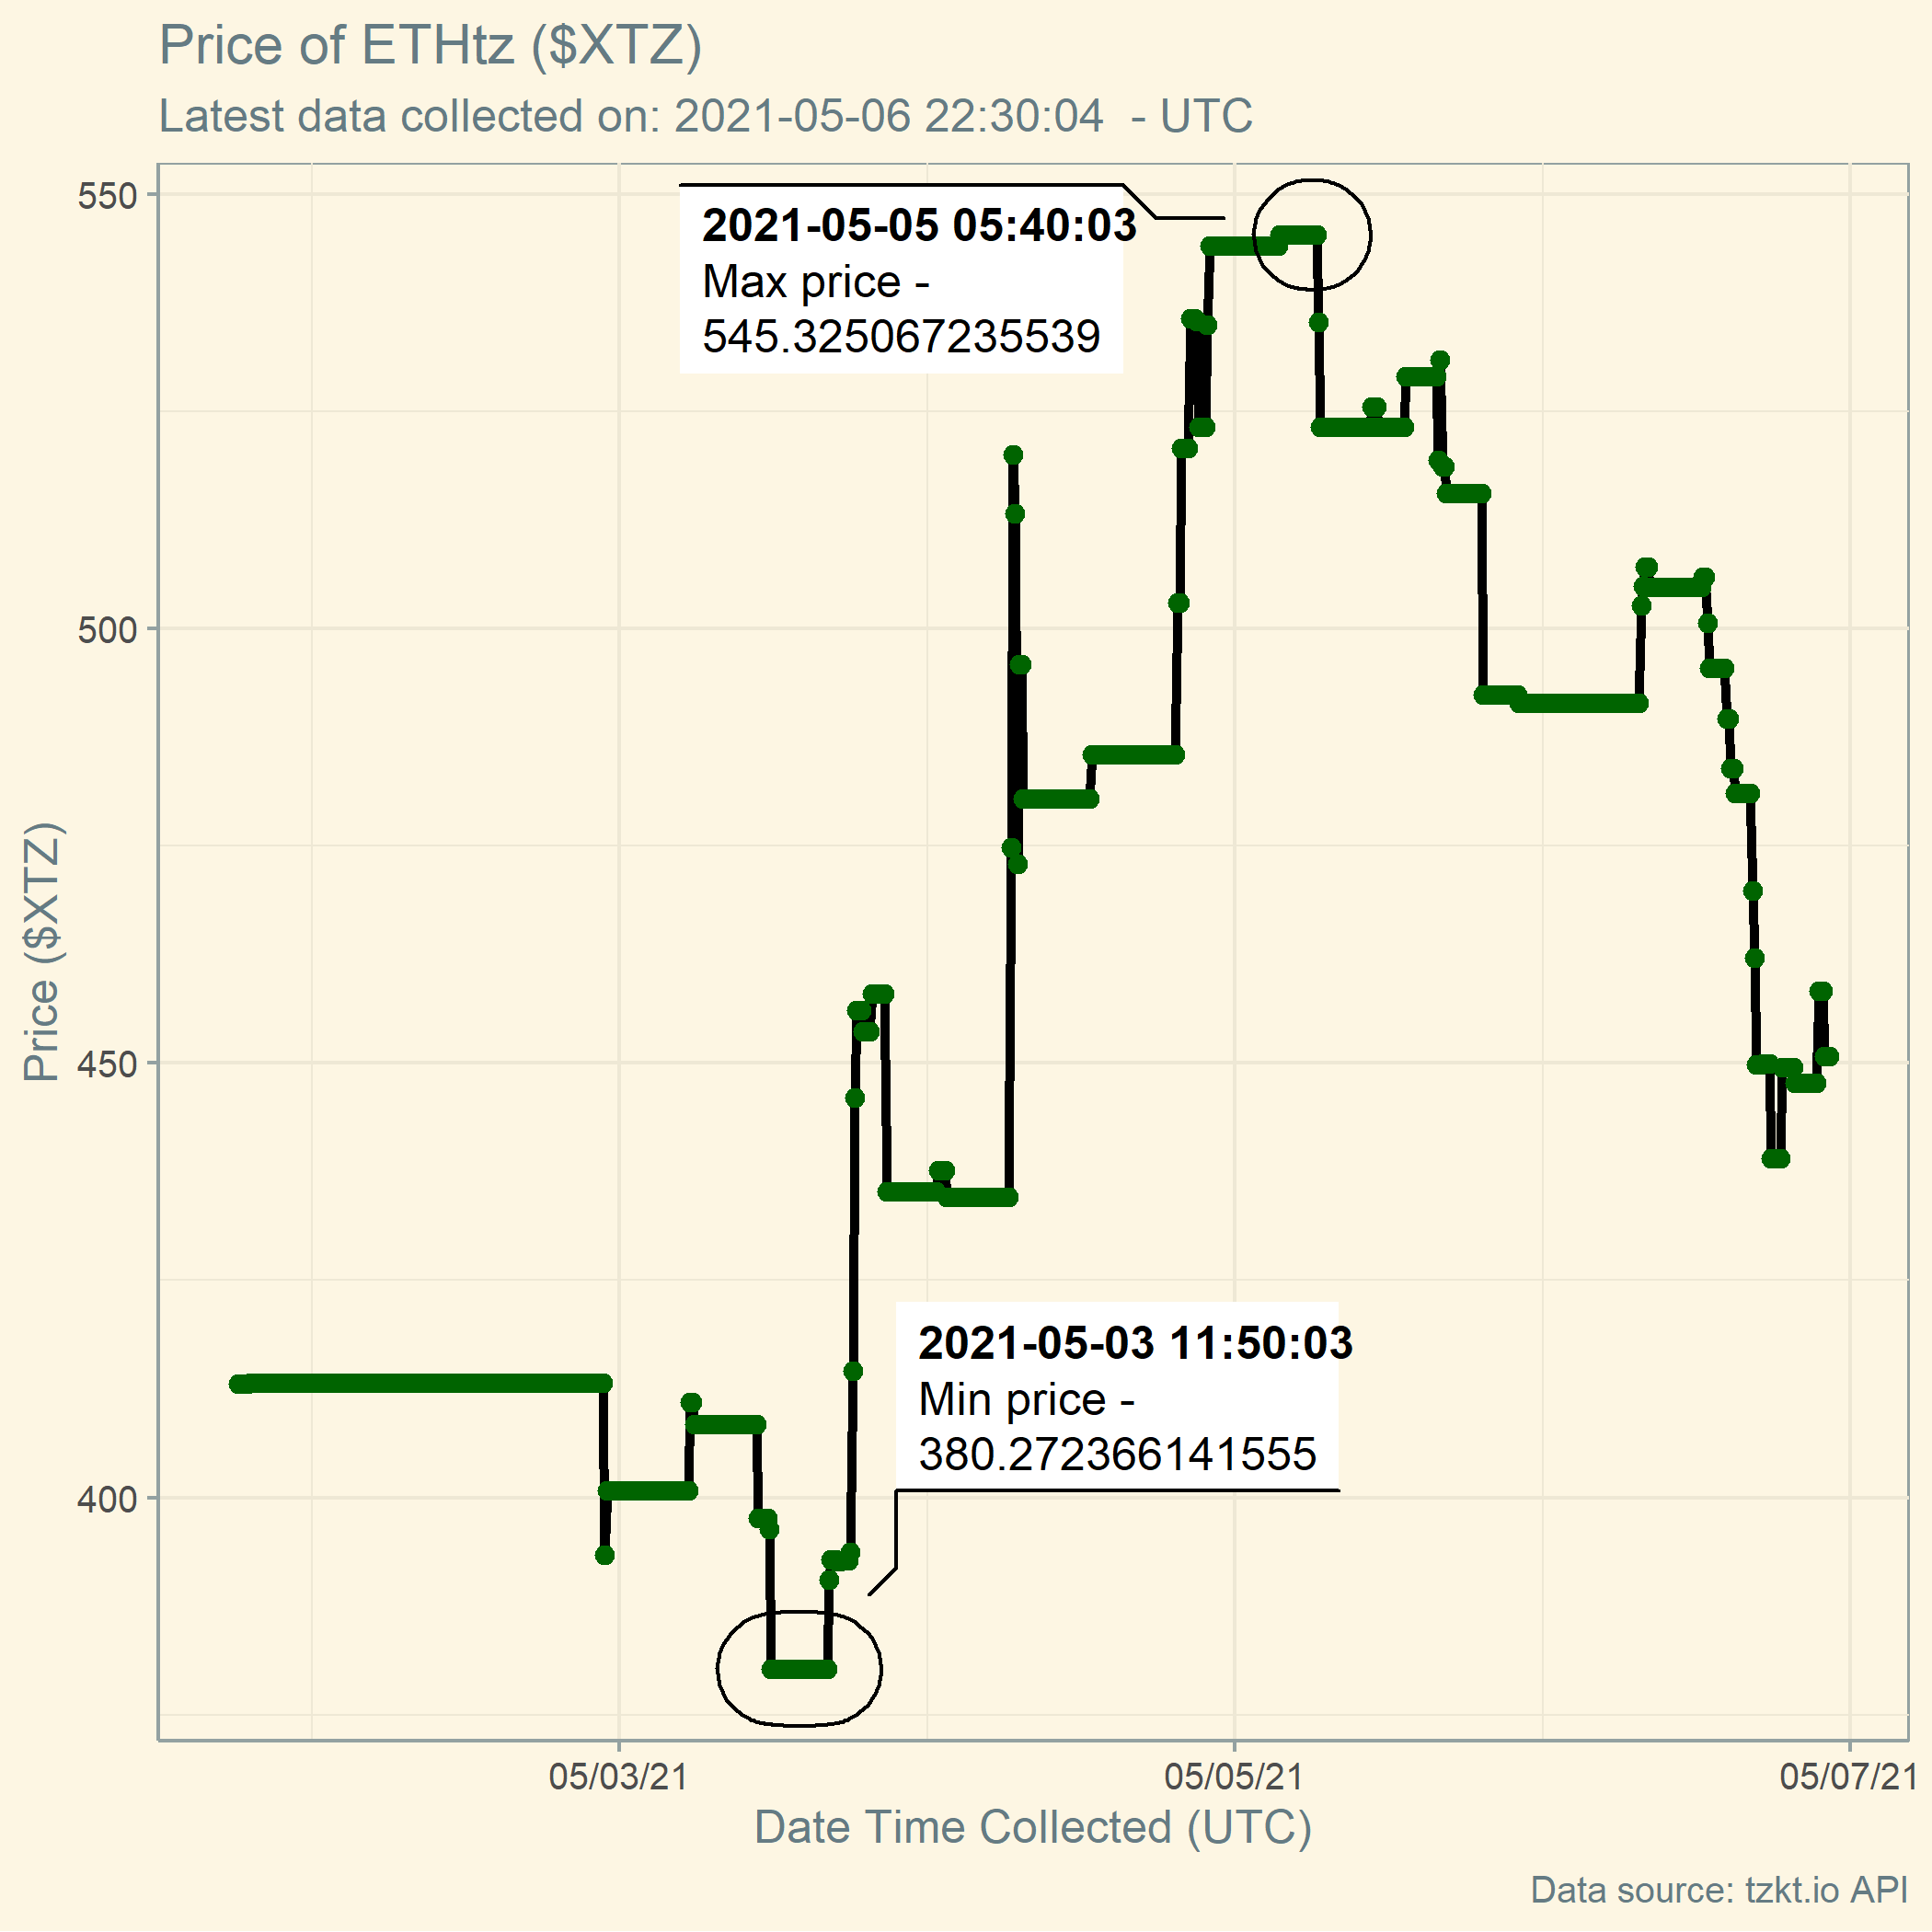 Price of ETHtz ($XTZ)
Latest data collected on: 2021-05-06 22:30:04  - UTC
550
500
450
400
Price ($XTZ)
2021-05-05 05:40:03
Max price -
545.325067235539
2021-05-03 11:50:03
Min price -
380.272366141555
05/03/21
05/05/21
05/07/21
Date Time Collected (UTC)
Data source: tzkt.io API